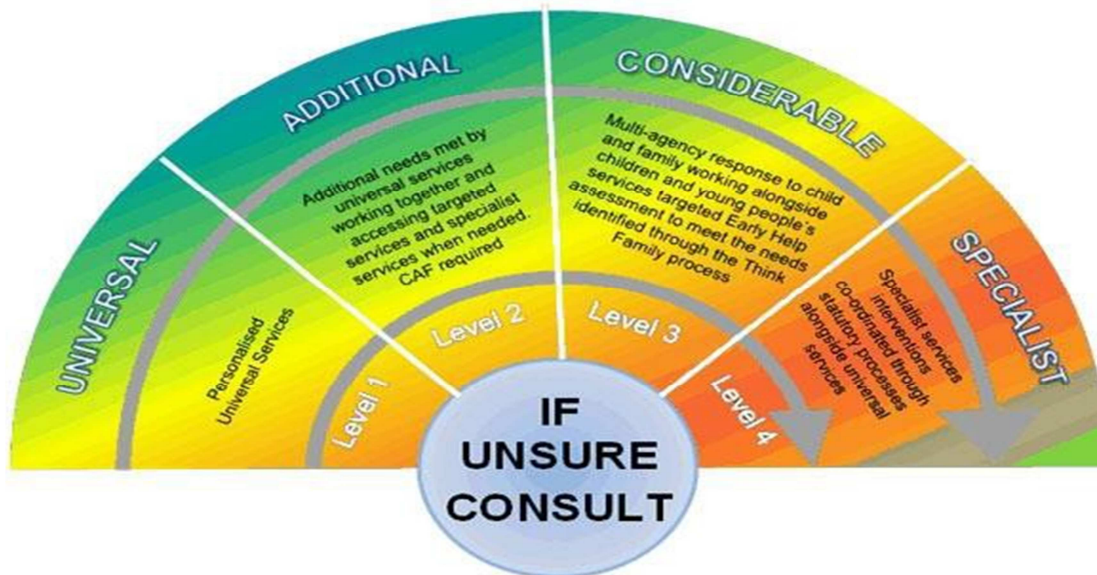 UNIVERSAL
Personalised
Universal Services
Level 1
ADDITIONAL
Additional needs met by
universal services
working together and
accessing targeted
services and specialist
services when needed.
CAF required
Level 2
CONSIDERABLE
Multi-agency response to child
and family working alongside
children and young people's
services targeted Early Help
assessment to meet the needs
identified through the Think
Family process
Level 3
SPECIALIST
Specialist services
interventions
co-ordinated through
statutory processes
alongside universal
services
Level 4
IF
UNSURE
CONSULT